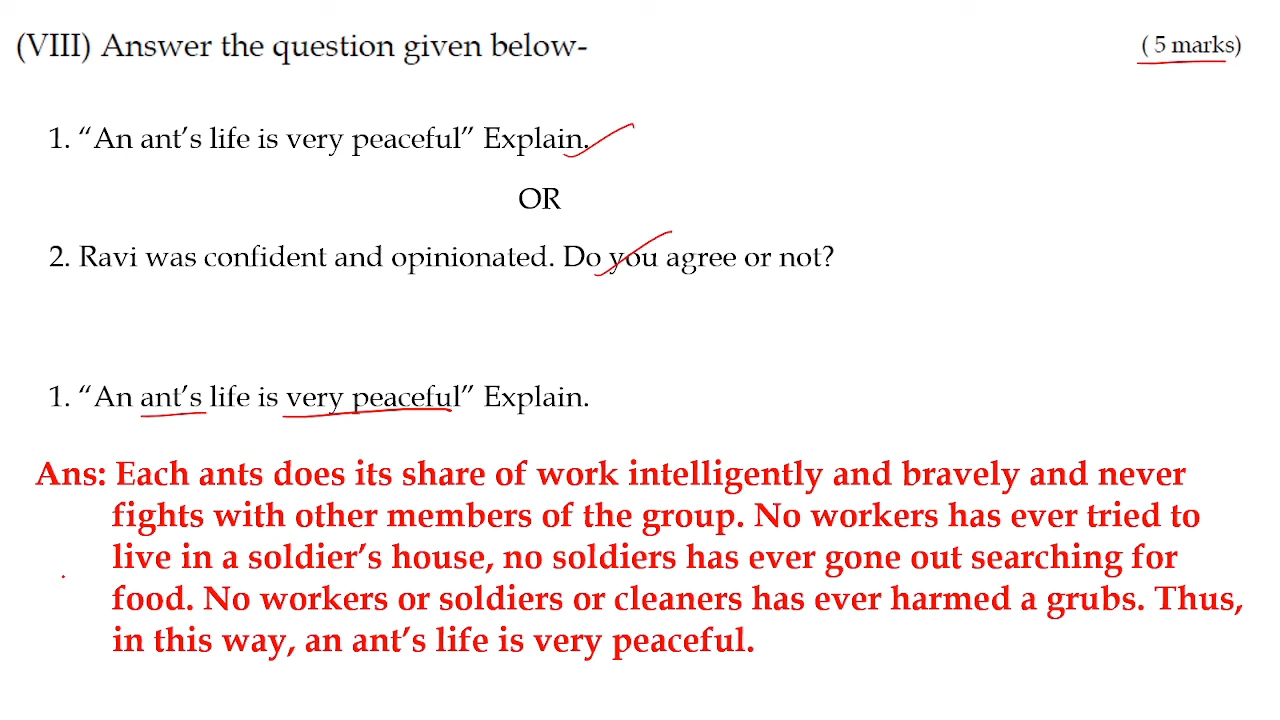 (VIII) Answer the question given below-
( 5 marks)
1. “An ant’s life is very peaceful” Explain.
OR
2. Ravi was confident and opinionated. Do you agree or not?
1. “An ant’s life is very peaceful” Explain.
Ans: Each ants does its share of work intelligently and bravely and never
fights with other members of the group. No workers has ever tried to
live in a soldier’s house, no soldiers has ever gone out searching for
food. No workers or soldiers or cleaners has ever harmed a grubs. Thus,
in this way, an ant’s life is very peaceful.